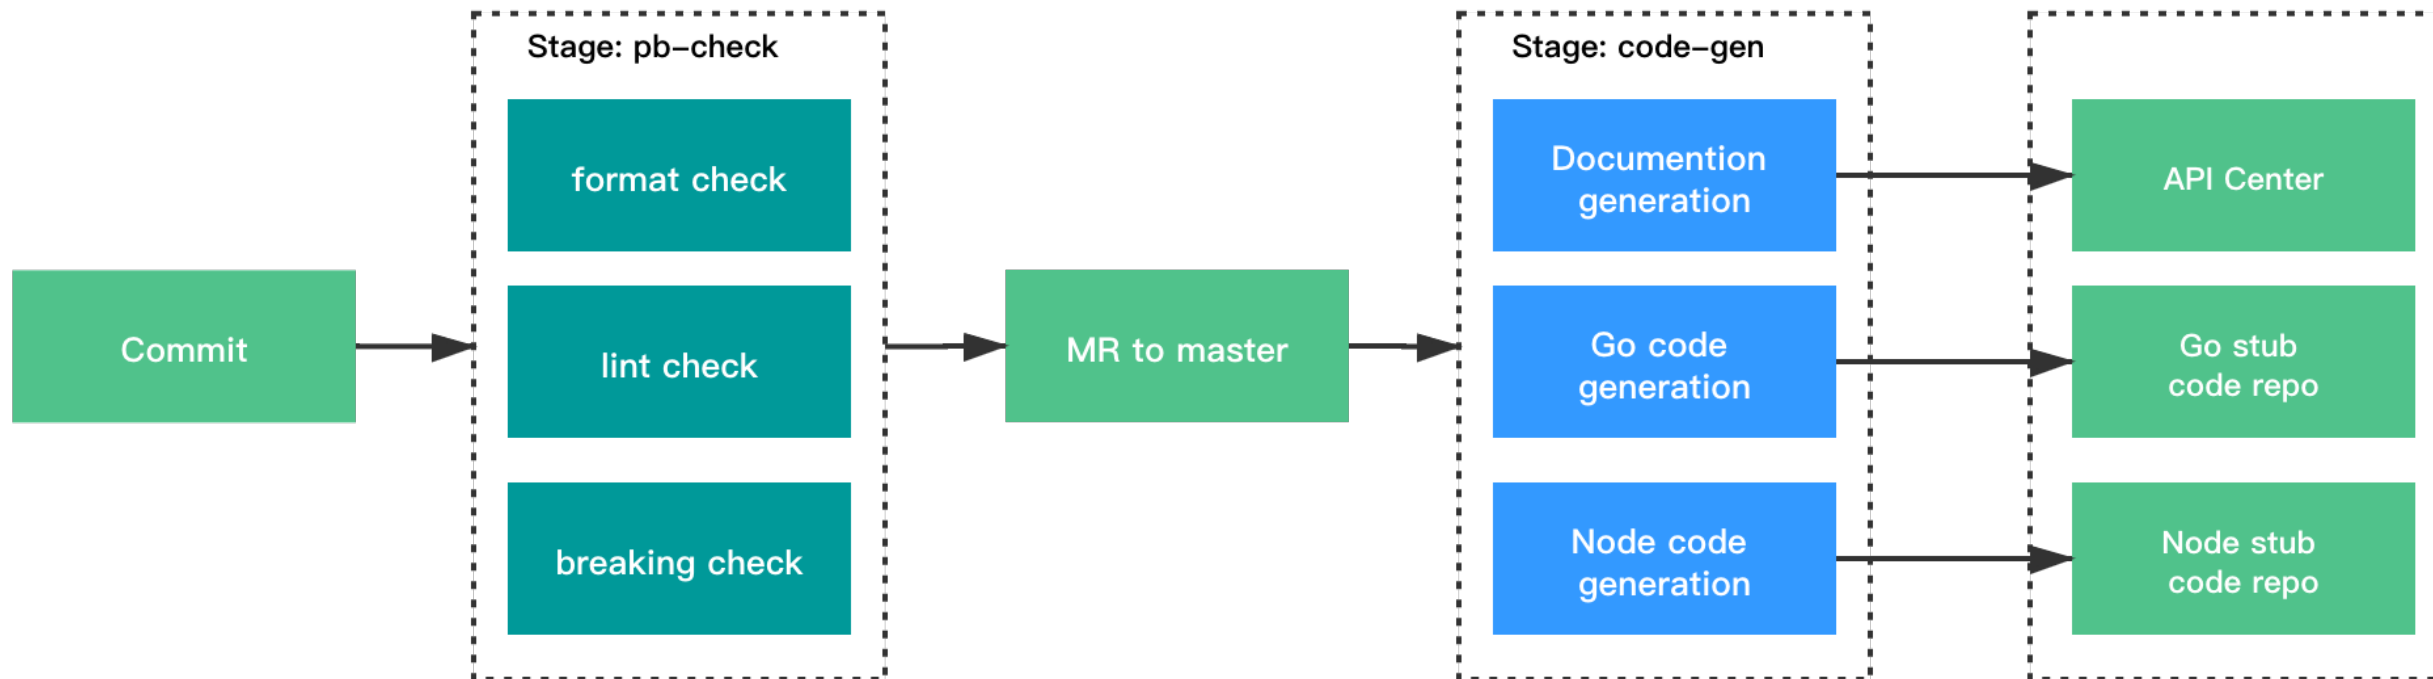 Stage: pb-check
format check
lint check
breaking check
Commit
MR to master
Stage: code-gen
Documention
generation
Go code
generation
Node code
generation
API Center
Go stub
code repo
Node stub
code repo